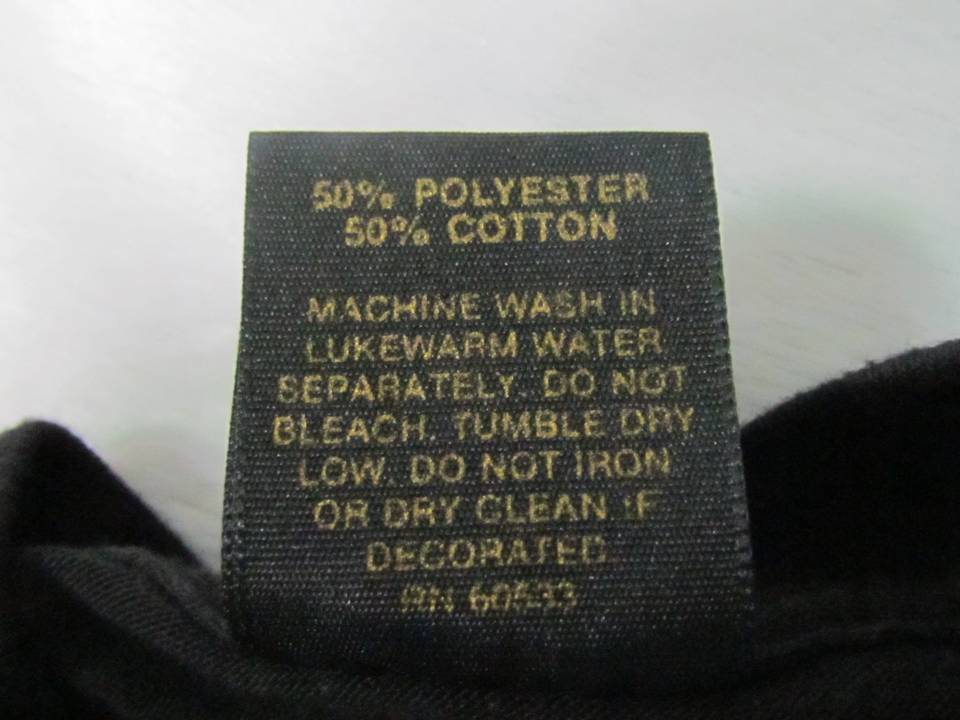 50% POLYESTER
50% COTTON
MACHINE WASH IN
LUKEWARM WATER
SEPARATELY. DO NOT
BLEACH. TUMBLE DRY
LOW. DO NOT IRON
OR DRY CLEAN IF
DECORATED
RN